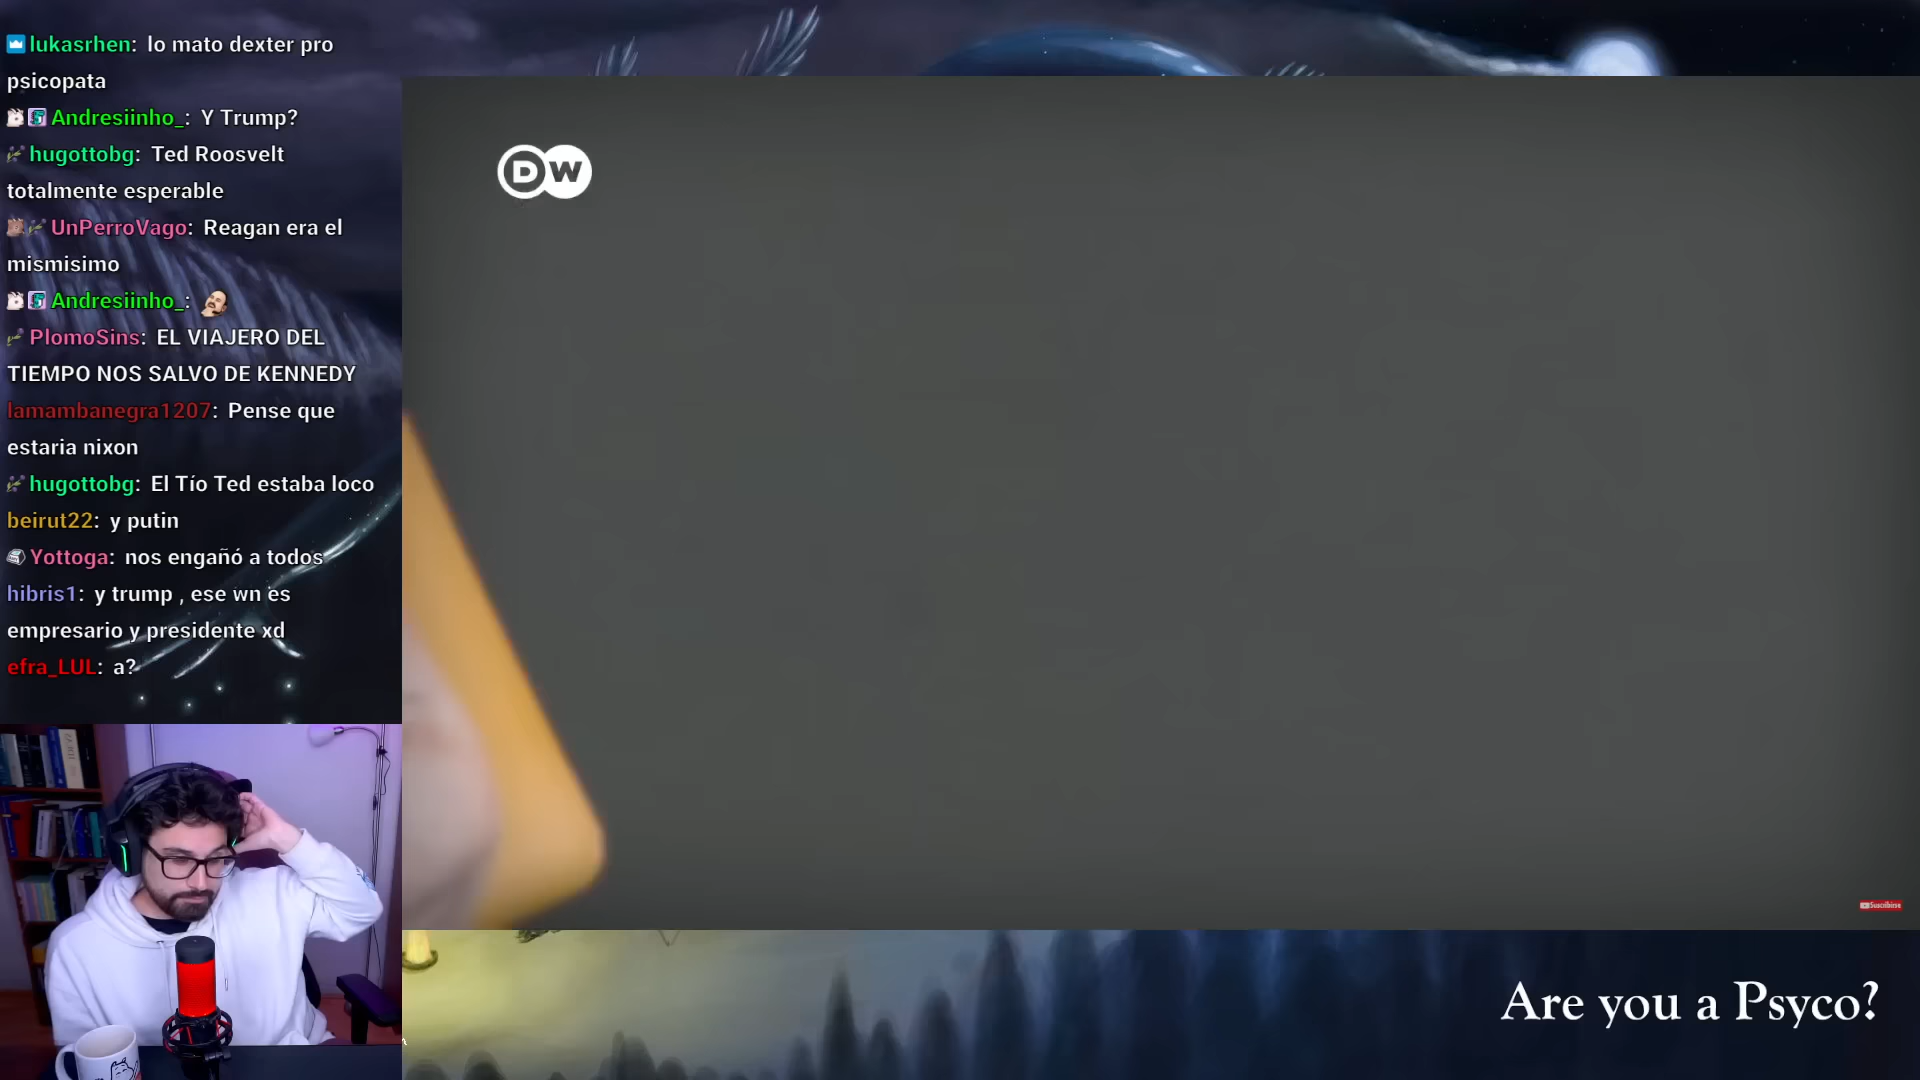 lukasrhen: lo mato dexter pro
psicopata
Andresiinho_: Y Trump?
hugottobg: Ted Roosvelt
totalmente esperable
UnPerroVago: Reagan era el
mismisimo
Andresiinho_:
PlomoSins: EL VIAJERO DEL
TIEMPO NOS SALVO DE KENNEDY
lamambanegra1207: Pense que
estaria nixon
hugottobg: El Tío Ted estaba loco
beirut22: y putin
Yottoga: nos engañó a todos
hibris1: y trump , ese wn es
empresario y presidente xd
efra_LUL: a?
DW
Suscribirse
Are you a Psyco?